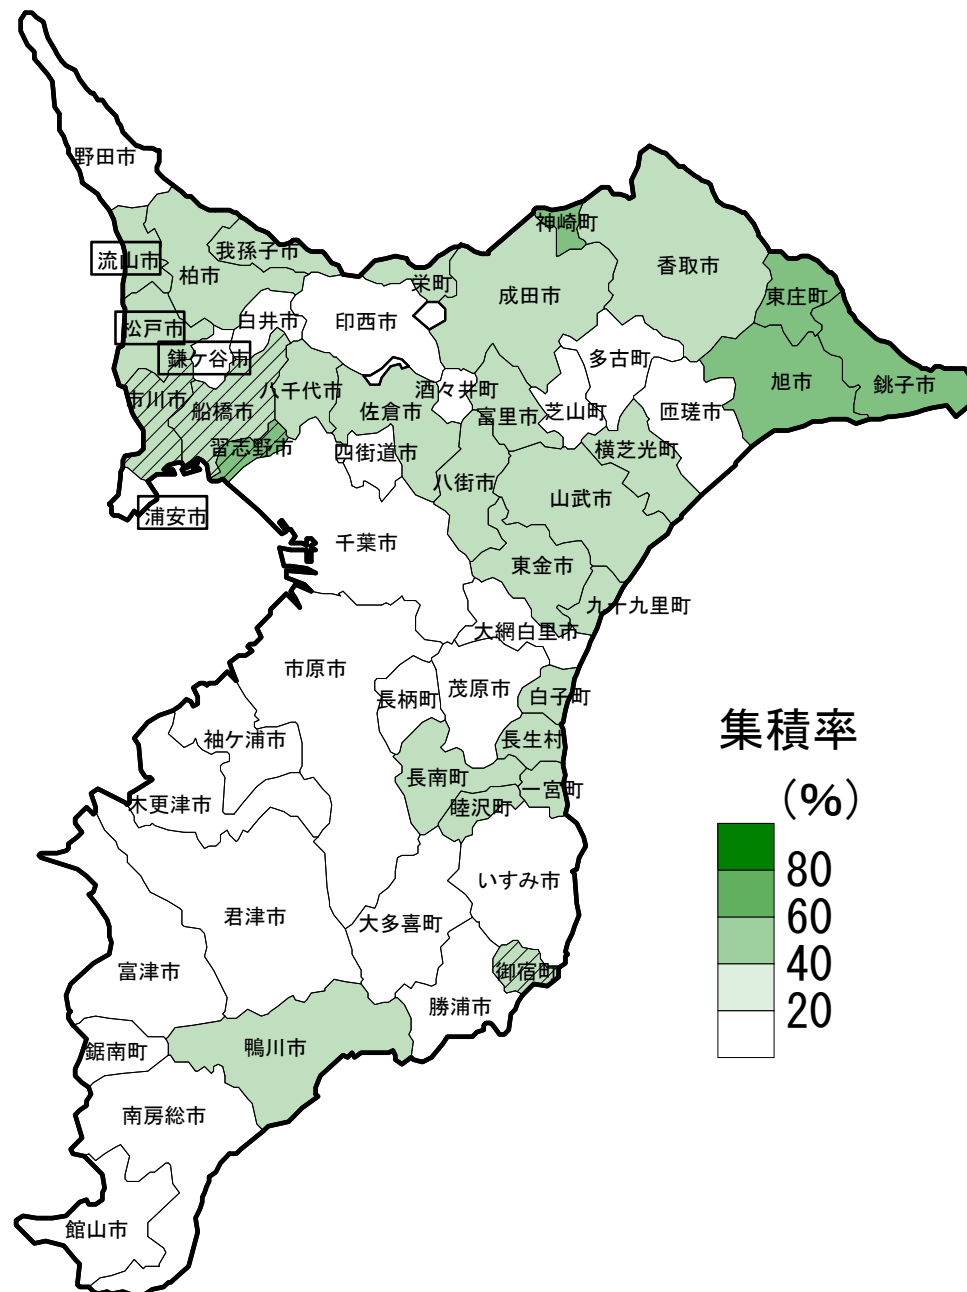 野田市
神崎町
流山市
我孫子市
柏市
香取市
栄町
成田市
東庄町
松戸市
白井市
印西市
鎌ケ谷市
多古町
旭市
銚子市
市川市
船橋市
八千代市
佐倉市
酒々井町
富里市
芝山町
匝瑳市
習志野市
四街道市
横芝光町
八街市
山武市
浦安市
千葉市
東金市
九十九里町
大網白里市
市原市
長柄町
茂原市
白子町
袖ケ浦市
長生村
長南町
一宮町
木更津市
睦沢町
いすみ市
君津市
大多喜町
富津市
御宿町
勝浦市
鋸南町
鴨川市
南房総市
館山市
集積率
(%)
80
60
40
20